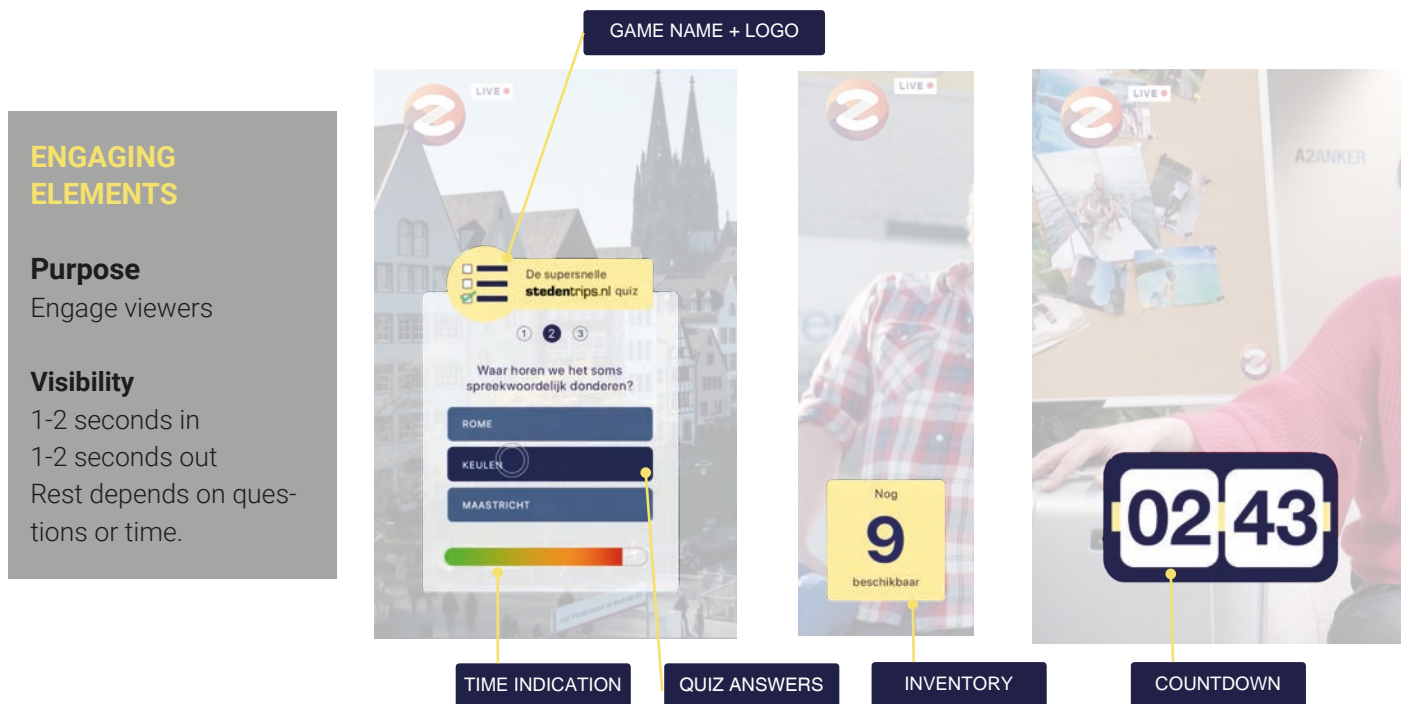 GAME NAME + LOGO
ENGAGING
ELEMENTS
Purpose
Engage viewers
Visibility
1-2 seconds in
1-2 seconds out
Rest depends on ques-
tions or time.
LIVE
De supersnelle
stedentrips.nl quiz
1 2 3
Waar horen we het soms
spreekwoordelijk donderen?
ROME
KEULEN
MAASTRICHT
TIME INDICATION
QUIZ ANSWERS
LIVE
Nog
9
beschikbaar
INVENTORY
LIVE
A2ANKER
02 43
COUNTDOWN